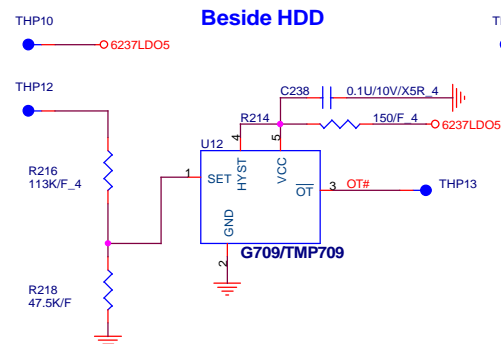 Beside HDD
THP10
6237LDO5
THP12
C238
0.1U/10V/X5R_4
R214
150/F_4
6237LDO5
U12
4
5
R216
113K/F_4
1
SET
HYST
VCC
OT
3
OT#
THP13
GND
G709/TMP709
2
R218
47.5K/F